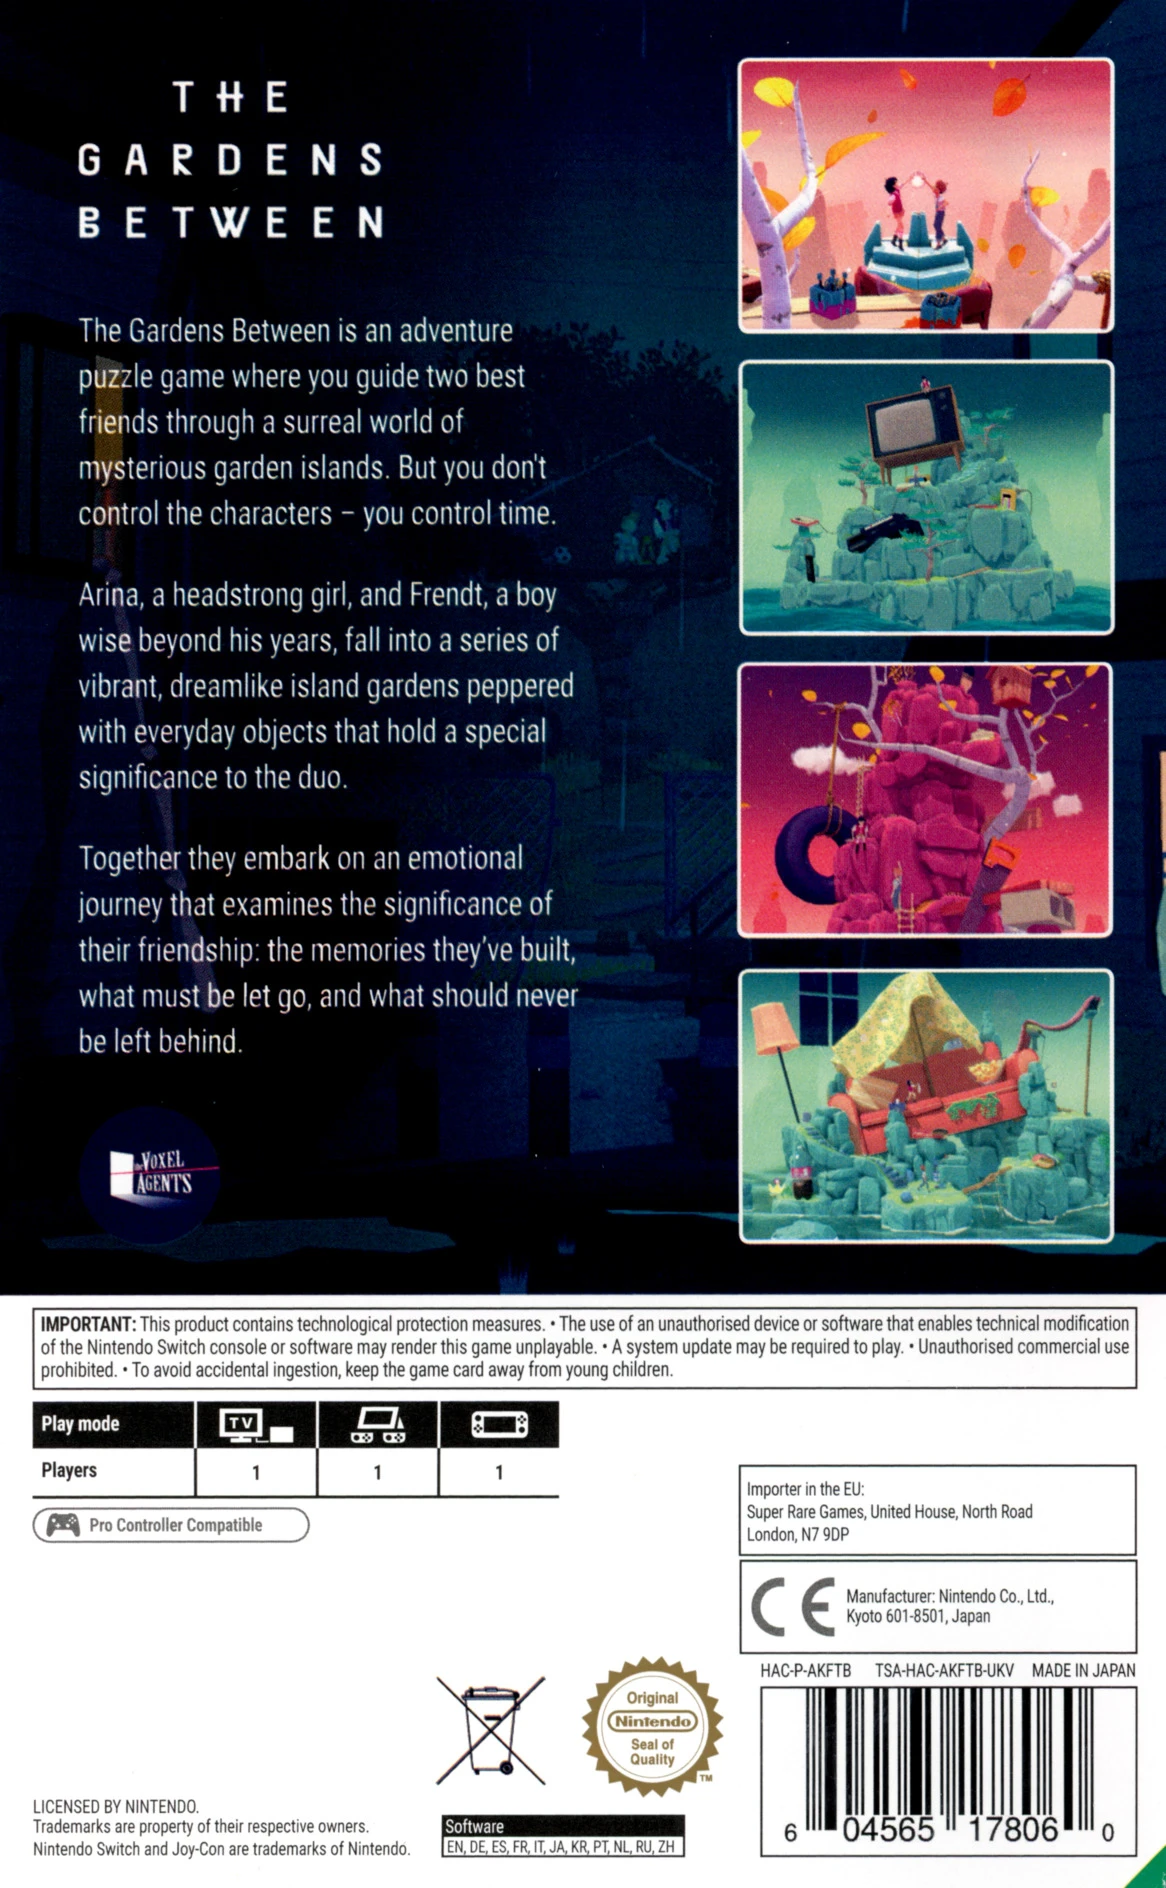 THE
GARDENS
BETWEEN
The Gardens Between is an adventure
puzzle game where you guide two best
friends through a surreal world of
mysterious garden islands. But you don't
control the characters – you control time.
Arina, a headstrong girl, and Frendt, a boy
wise beyond his years, fall into a series of
vibrant, dreamlike island gardens peppered
with everyday objects that hold a special
significance to the duo.
Together they embark on an emotional
journey that examines the significance of
their friendship: the memories they've built,
what must be let go, and what should never
be left behind.
the VOXEL
AGENTS
IMPORTANT: This product contains technological protection measures. • The use of an unauthorised device or software that enables technical modification
of the Nintendo Switch console or software may render this game unplayable. • A system update may be required to play. • Unauthorised commercial use
prohibited. • To avoid accidental ingestion, keep the game card away from young children.
Play mode TV
Players 1 1 1
Pro Controller Compatible
Importer in the EU:
Super Rare Games, United House, North Road
London, N7 9DP
CE
Manufacturer: Nintendo Co., Ltd.,
Kyoto 601-8501, Japan
HAC-P-AKFTB TSA-HAC-AKFTB-UKV MADE IN JAPAN
Original
Nintendo
Seal of
Quality
TM
LICENSED BY NINTENDO.
Trademarks are property of their respective owners.
Nintendo Switch and Joy-Con are trademarks of Nintendo.
Software
EN, DE, ES, FR, IT, JA, KR, PT, NL, RU, ZH
6 04565 17806 0